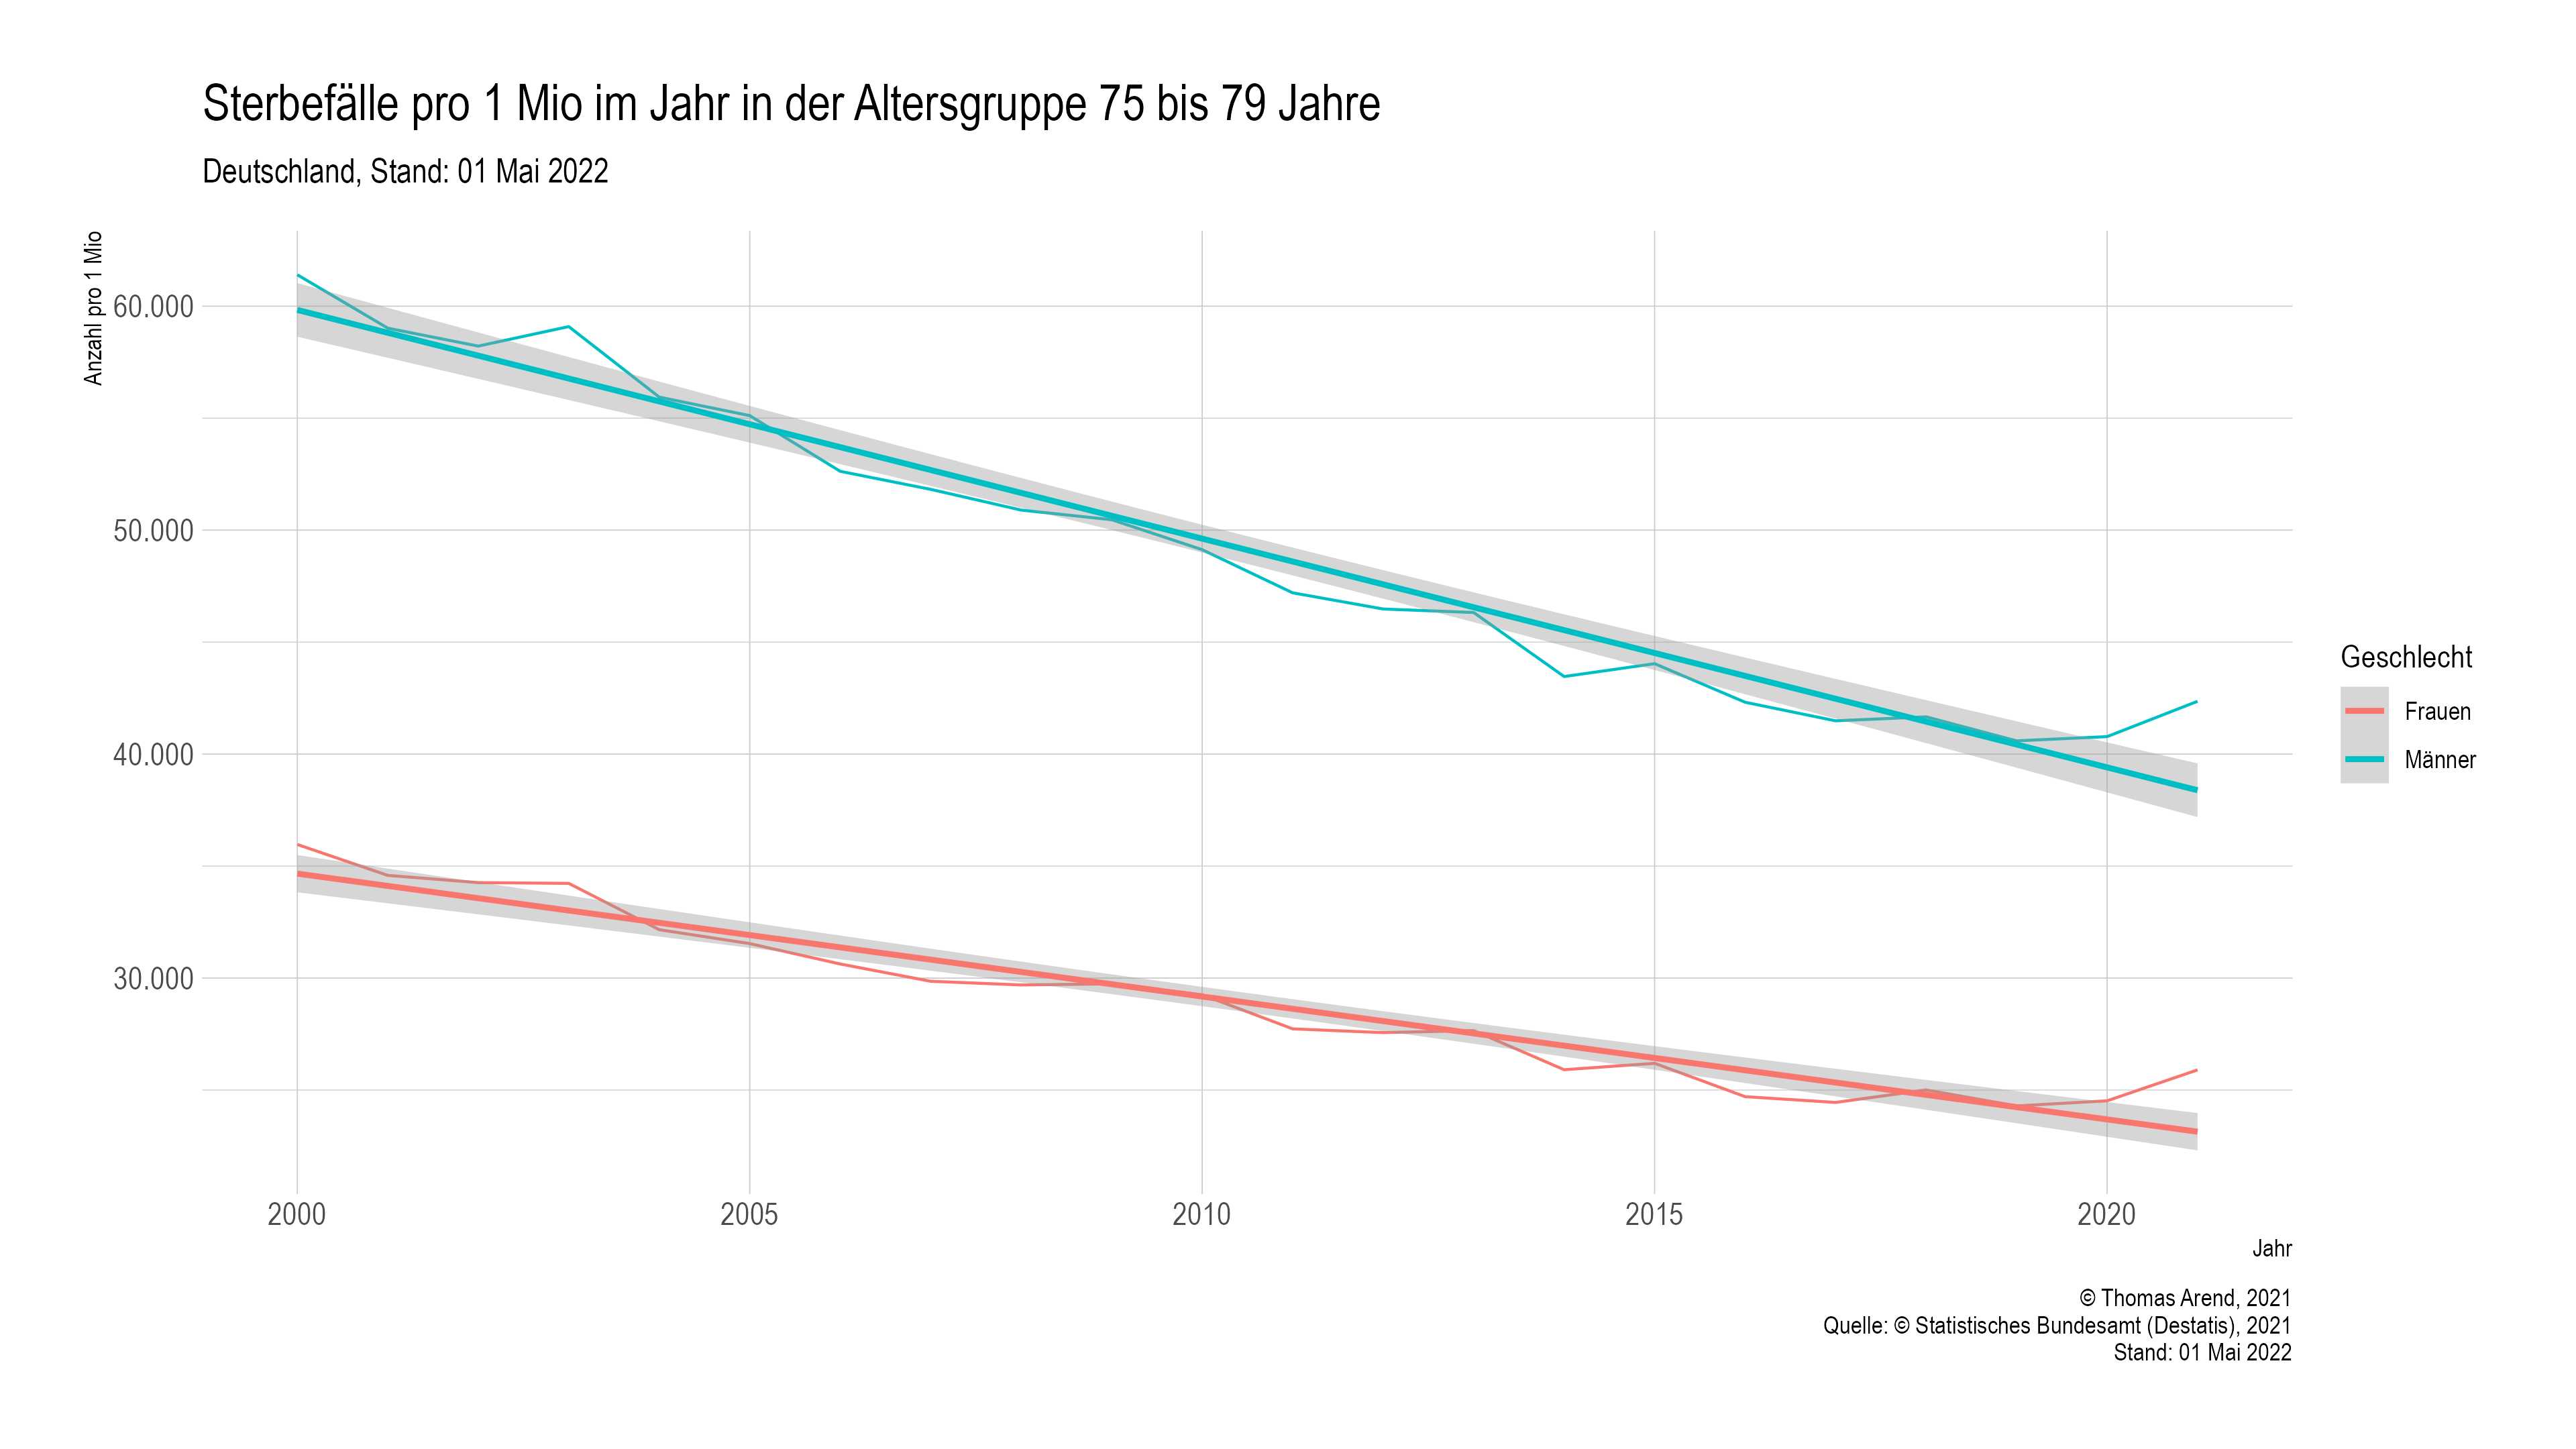 Sterbefälle pro 1 Mio im Jahr in der Altersgruppe 75 bis 79 Jahre
Deutschland, Stand: 01 Mai 2022
Anzahl pro 1 Mio
60.000
50.000
40.000
30.000
2000
2005
2010
2015
2020
Jahr
Geschlecht
Frauen
Männer
© Thomas Arend, 2021
Quelle: © Statistisches Bundesamt (Destatis), 2021
Stand: 01 Mai 2022